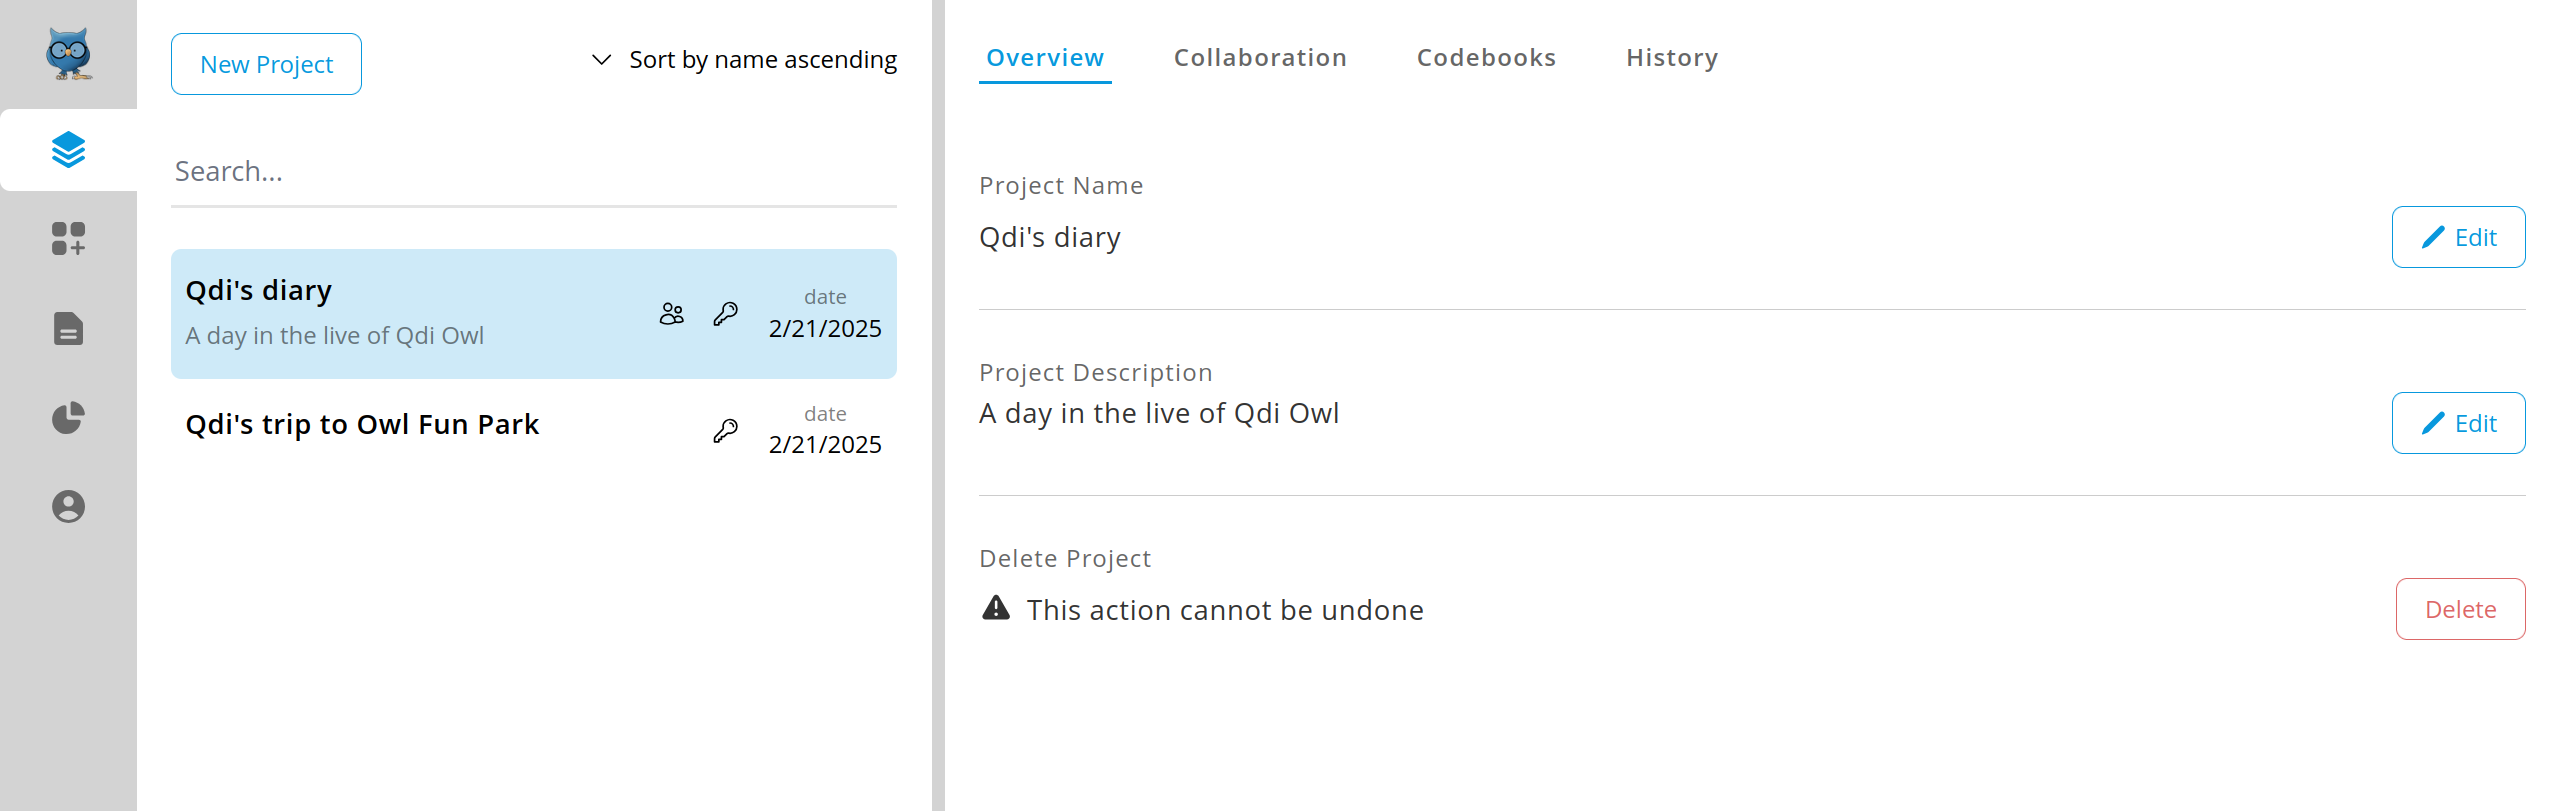 New Project
Sort by name ascending
Search...
Qdi's diary
A day in the live of Qdi Owl
date
2/21/2025
Qdi's trip to Owl Fun Park
date
2/21/2025
Overview Collaboration Codebooks History
Project Name
Qdi's diary
Edit
Project Description
A day in the live of Qdi Owl
Edit
Delete Project
This action cannot be undone
Delete